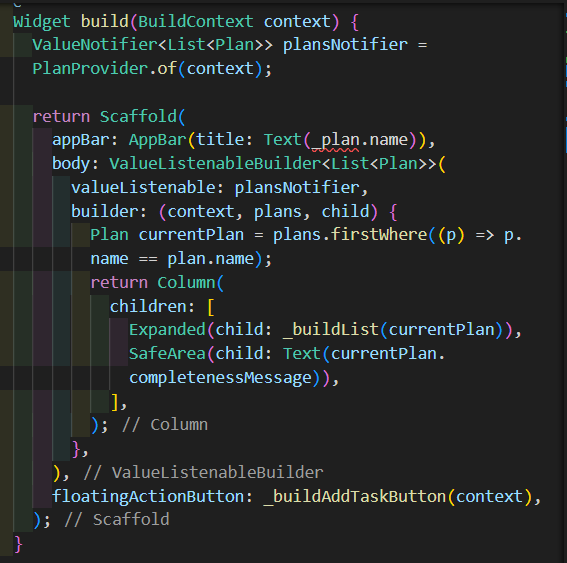 Widget build(BuildContext context) {
ValueNotifier<List<Plan>> plansNotifier =
PlanProvider.of(context);
return Scaffold(
appBar: AppBar(title: Text(_plan.name)),
body: ValueListenableBuilder<List<Plan>>(
valueListenable: plansNotifier,
builder: (context, plans, child) {
Plan currentPlan = plans.firstWhere((p) => p.
name == plan.name);
return Column(
children: [
Expanded(child: _buildList(currentPlan)),
SafeArea(child: Text(currentPlan.
completenessMessage)),
],
); // Column
},
), // ValueListenableBuilder
floatingActionButton: _buildAddTaskButton(context),
); // Scaffold
}